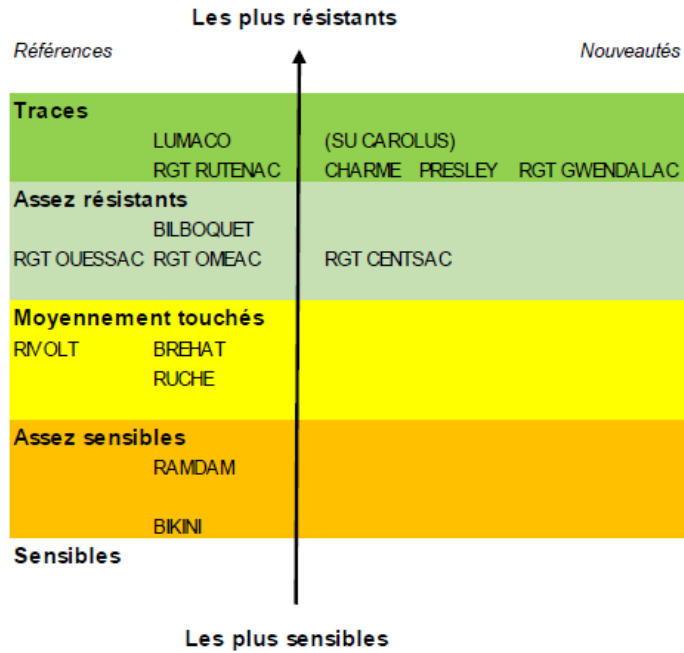 Les plus résistants
Références Nouveautés
Traces
LUMACO (SU CAROLUS)
RGT RUTENAC CHARME PRESLEY RGT GWENDALAC
Assez résistants
BILBOQUET
RGT OUESSAC RGT OMEAC RGT CENTSAC
Moyennement touchés
RIVOLT BREHAT
RUCHE
Assez sensibles
RAMDAM
BIKINI
Sensibles
Les plus sensibles